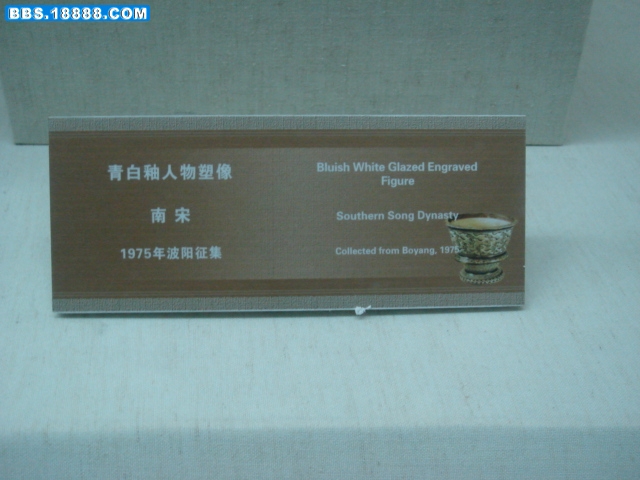 BBS.18888.COM
青白釉人物塑像
南宋
1975年波阳征集
Bluish White Glazed Engraved
Figure
Southern Song Dynasty
Collected from Boyang, 1975